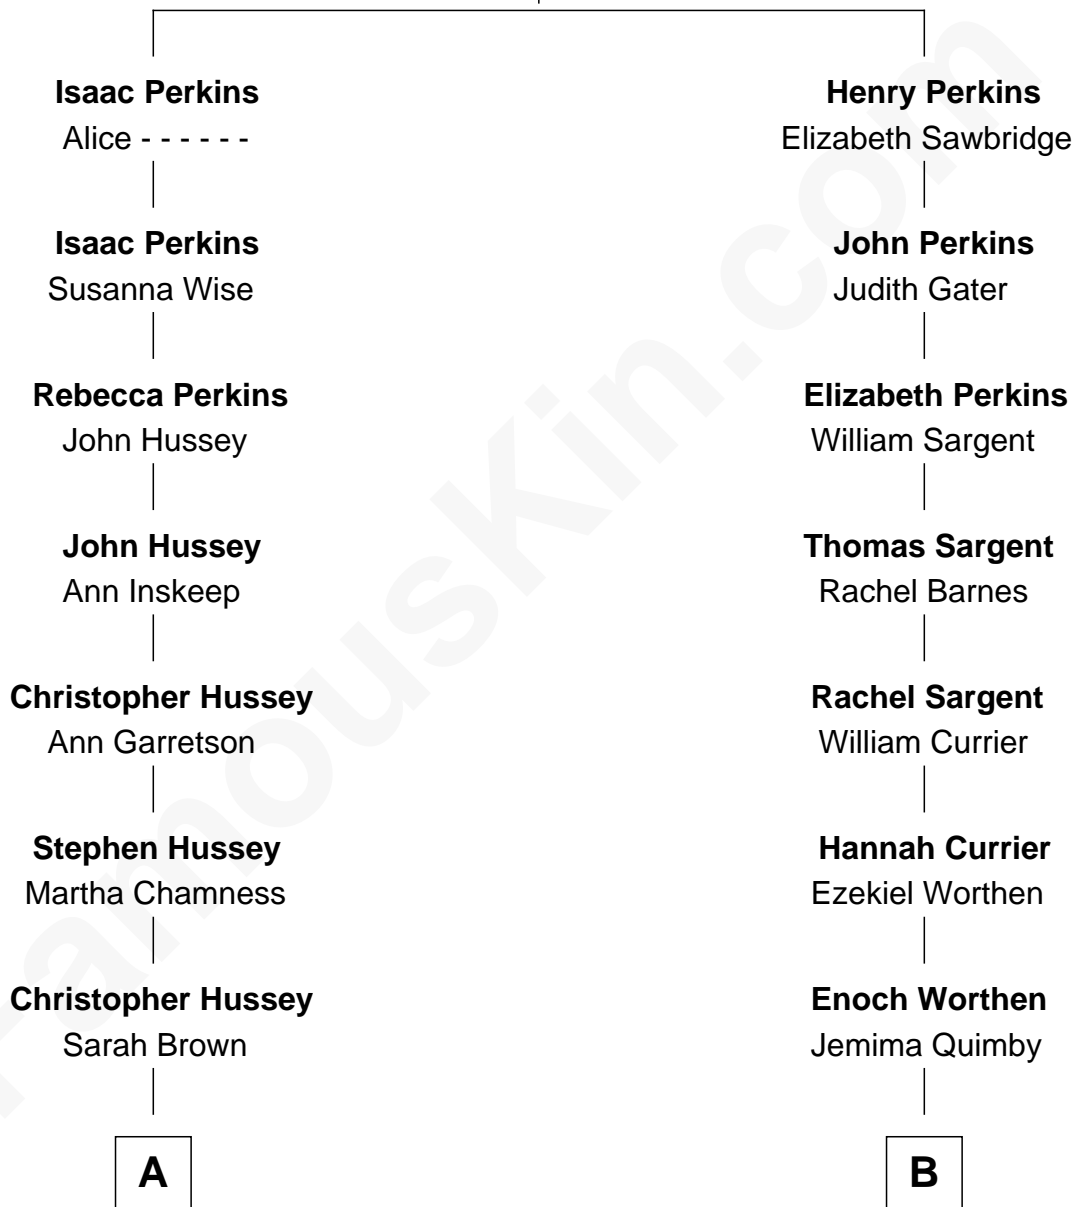 Isaac Perkins
Alice - - - - - -
Isaac Perkins
Susanna Wise
Rebecca Perkins
John Hussey
John Hussey
Ann Inskeep
Christopher Hussey
Ann Garretson
Stephen Hussey
Martha Chamness
Christopher Hussey
Sarah Brown
A
Henry Perkins
Elizabeth Sawbridge
John Perkins
Judith Gater
Elizabeth Perkins
William Sargent
Thomas Sargent
Rachel Barnes
Rachel Sargent
William Currier
Hannah Currier
Ezekiel Worthen
Enoch Worthen
Jemima Quimby
B
FamousKin.com